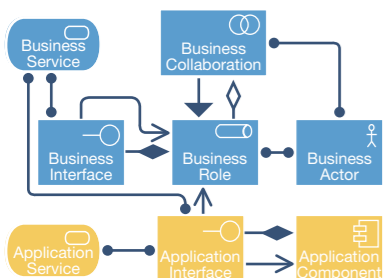 Business
Service
Business
Collaboration
Business
Interface
Business
Role
Business
Actor
Application
Service
Application
Interface
Application
Component